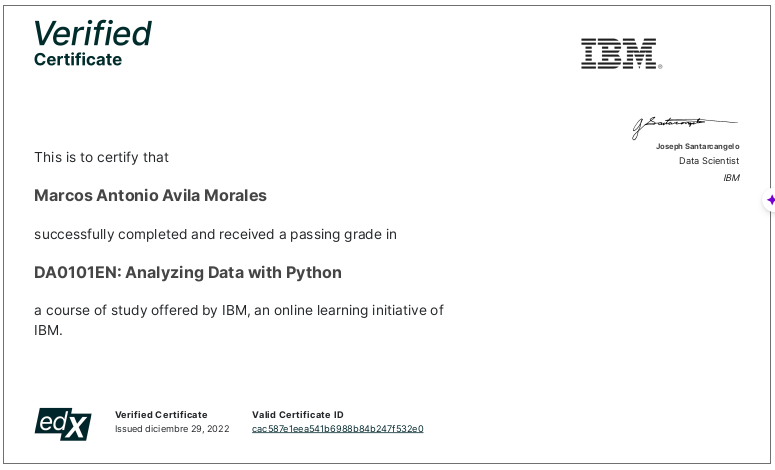 Verified
Certificate
IBM®
J Santarcangelo
Joseph Santarcangelo
Data Scientist
IBM
This is to certify that
Marcos Antonio Avila Morales
successfully completed and received a passing grade in
DA0101EN: Analyzing Data with Python
a course of study offered by IBM, an online learning initiative of
IBM.
edX
Verified Certificate
Issued diciembre 29, 2022
Valid Certificate ID
cac587e1eea541b6988b84b247f532e0